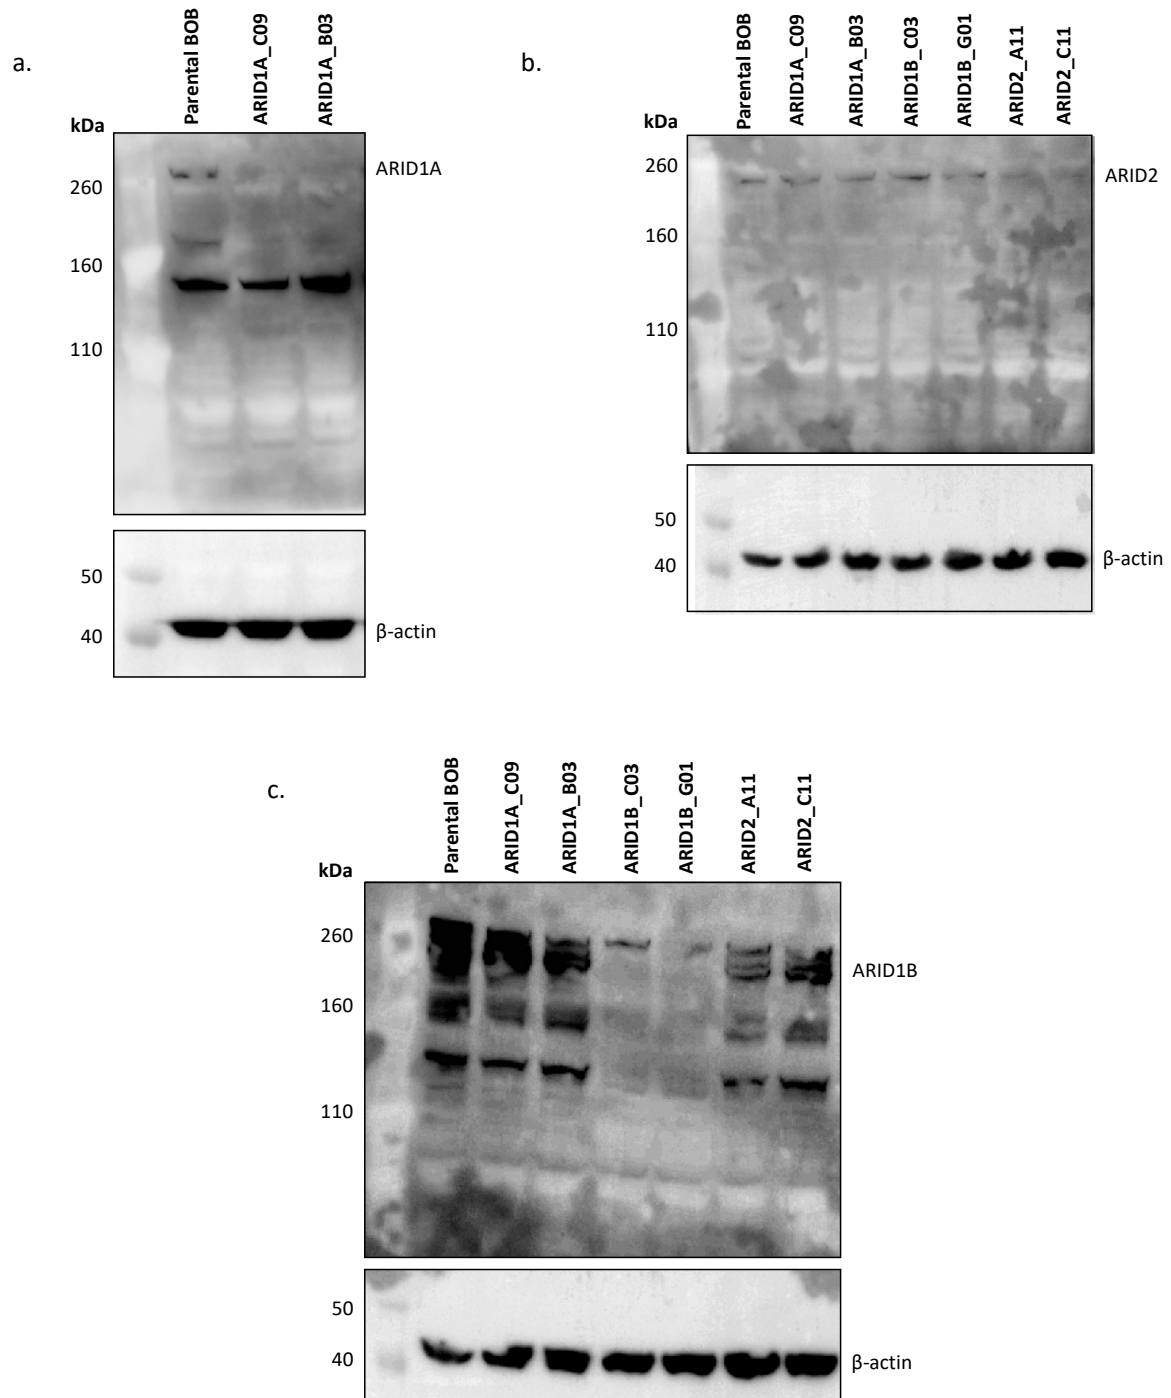 a.
Parental BOB
ARID1A_C09
ARID1A_B03
kDa
260
160
110
ARID1A
50
40
β-actin
b.
Parental BOB
ARID1A_C09
ARID1A_B03
ARID1B_C03
ARID1B_G01
ARID2_A11
ARID2_C11
kDa
260
160
110
ARID2
50
40
β-actin
c.
Parental BOB
ARID1A_C09
ARID1A_B03
ARID1B_C03
ARID1B_G01
ARID2_A11
ARID2_C11
kDa
260
160
110
ARID1B
50
40
β-actin